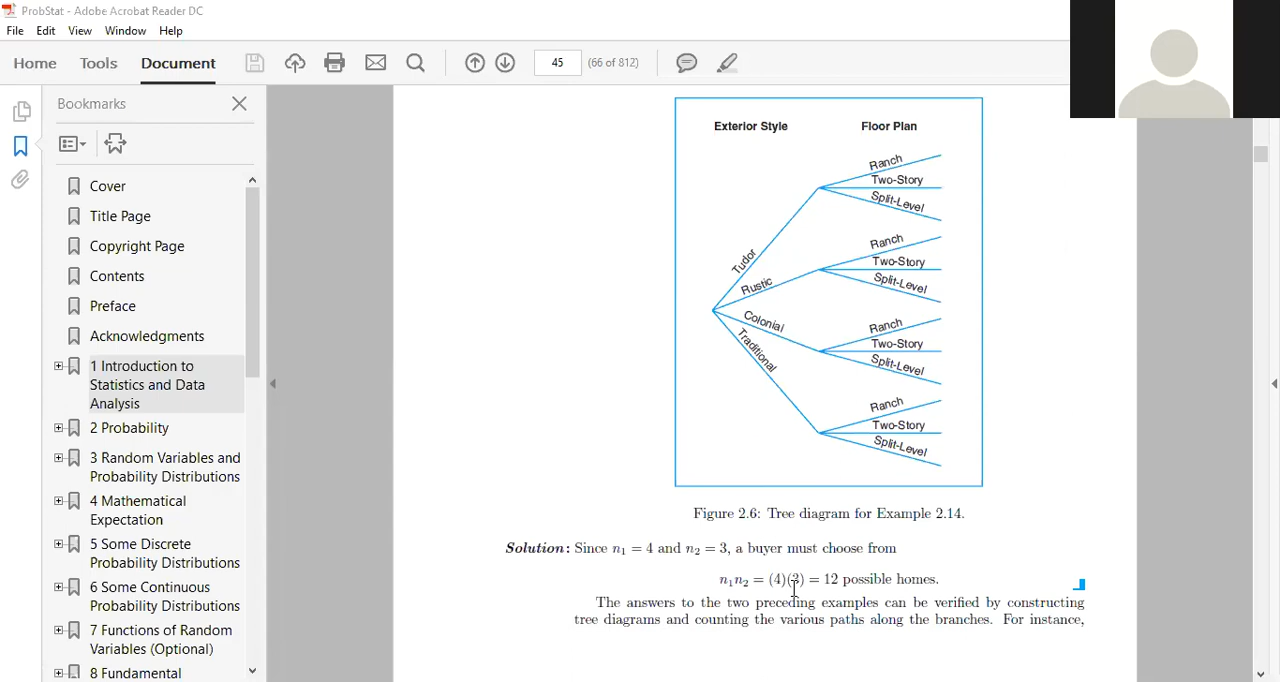 ProbStat - Adobe Acrobat Reader DC
File Edit View Window Help
Home Tools Document 45 (66 of 812)
Bookmarks
Cover
Title Page
Copyright Page
Contents
Preface
Acknowledgments
1 Introduction to
Statistics and Data
Analysis
2 Probability
3 Random Variables and
Probability Distributions
4 Mathematical
Expectation
5 Some Discrete
Probability Distributions
6 Some Continuous
Probability Distributions
7 Functions of Random
Variables (Optional)
8 Fundamental
Exterior Style Floor Plan
Tudor
Ranch
Two-Story
Split-Level
Rustic
Ranch
Two-Story
Split-Level
Colonial
Ranch
Two-Story
Split-Level
Traditional
Ranch
Two-Story
Split-Level
Figure 2.6: Tree diagram for Example 2.14.
Solution: Since n₁ = 4 and n₂ = 3, a buyer must choose from
n₁n₂ = (4)(3) = 12 possible homes.
The answers to the two preceding examples can be verified by constructing
tree diagrams and counting the various paths along the branches. For instance,